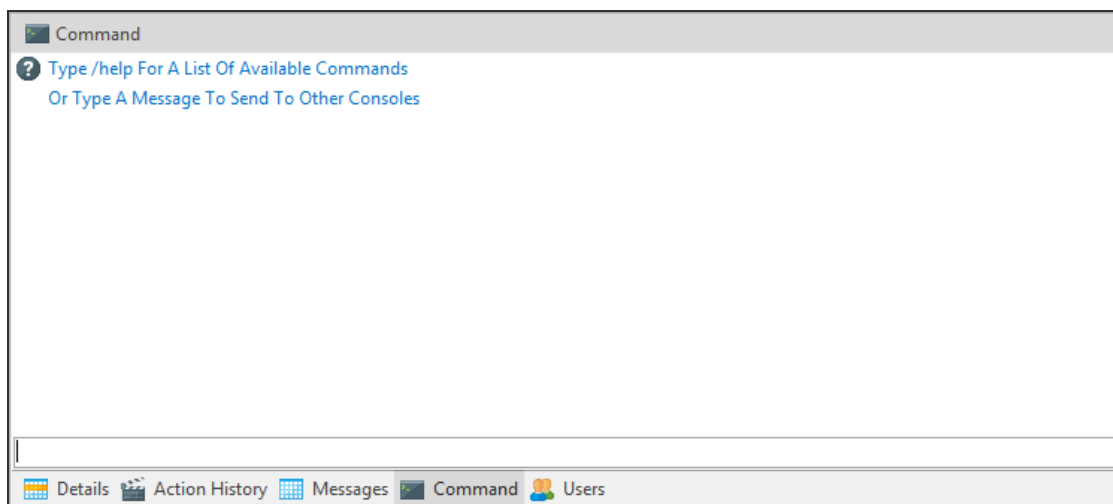 Command
Type /help For A List Of Available Commands
Or Type A Message To Send To Other Consoles
Details Action History Messages Command Users